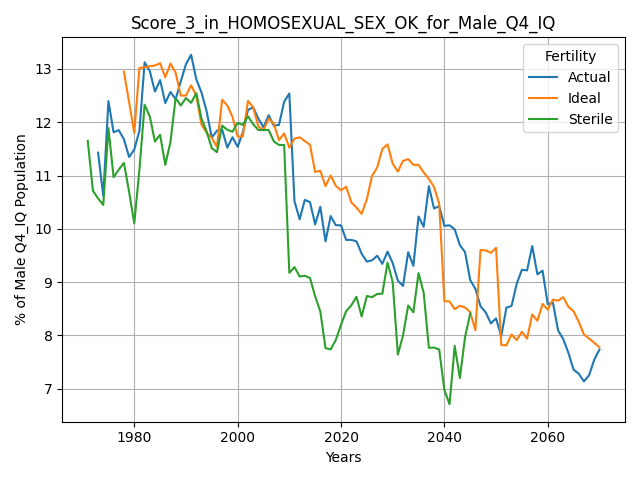 Score_3_in_HOMOSEXUAL_SEX_OK_for_Male_Q4_IQ
% of Male Q4_IQ Population
13
12
11
10
9
8
7
Fertility
Actual
Ideal
Sterile
1980
2000
2020
2040
2060
Years